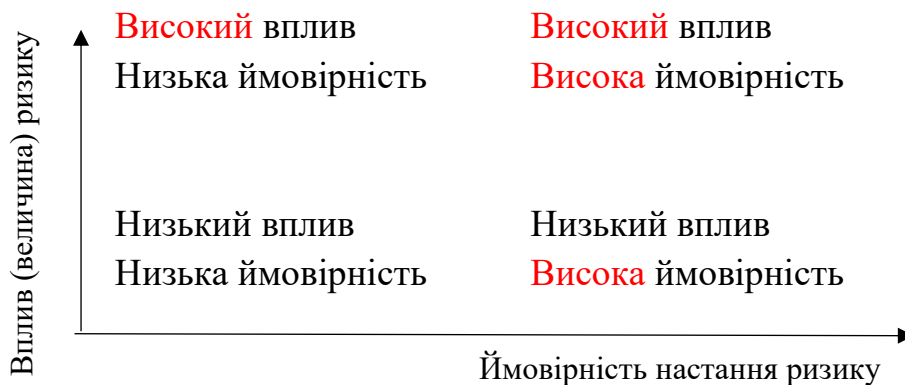 Вплив (величина) ризику
Високий вплив
Низька ймовірність
Високий вплив
Висока ймовірність
Низький вплив
Низька ймовірність
Низький вплив
Висока ймовірність
Ймовірність настання ризику